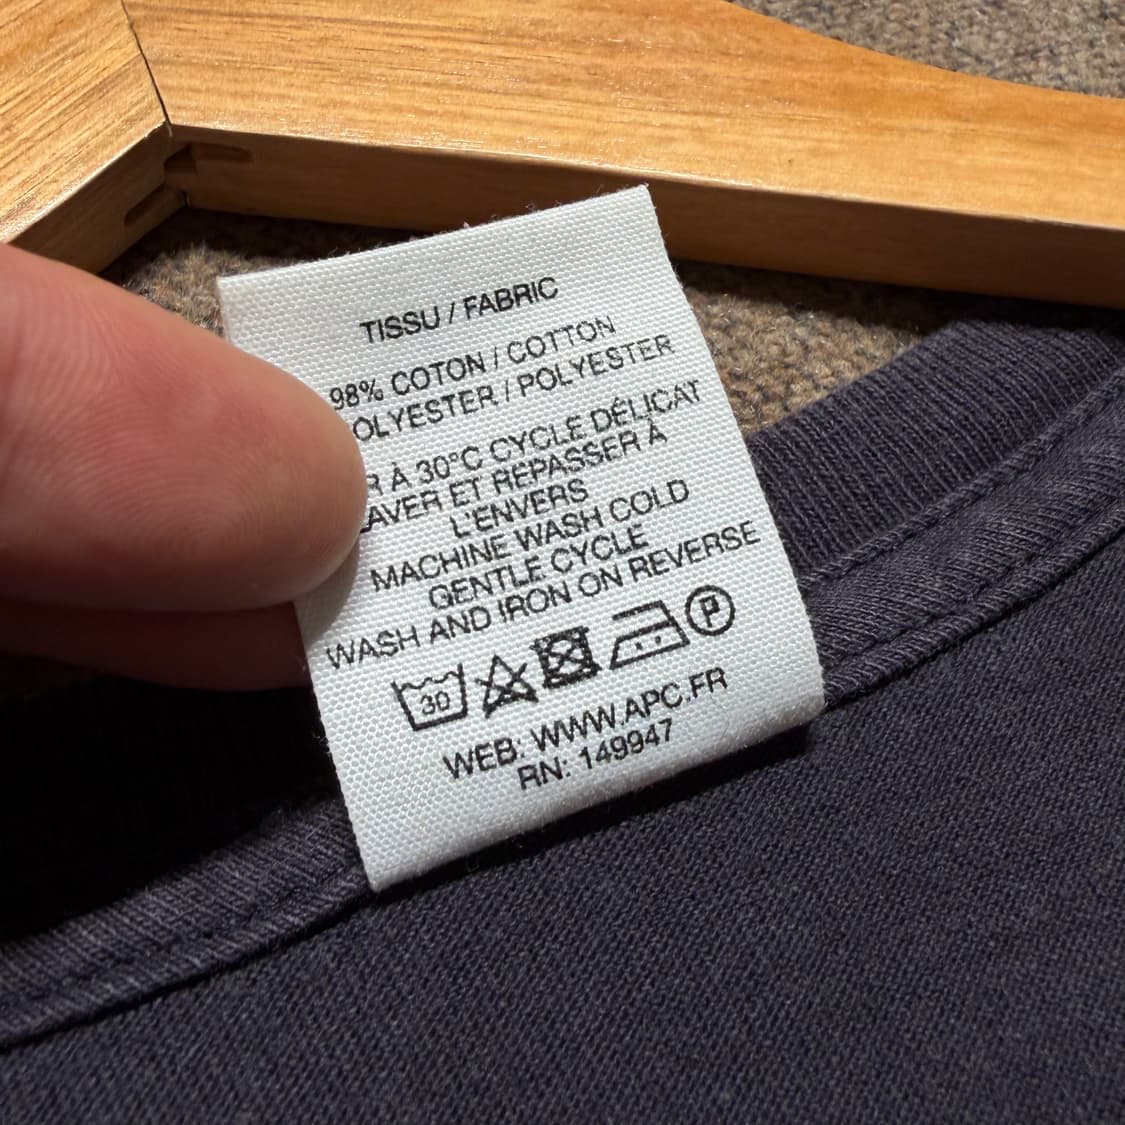 TISSU / FABRIC
98% COTON / COTTON
OLYESTER / POLYESTER
R À 30°C CYCLE DÉLICAT
LAVER ET REPASSER À
L'ENVERS
MACHINE WASH COLD
GENTLE CYCLE
WASH AND IRON ON REVERSE
30 P
WEB: WWW.APC.FR
RN: 149947